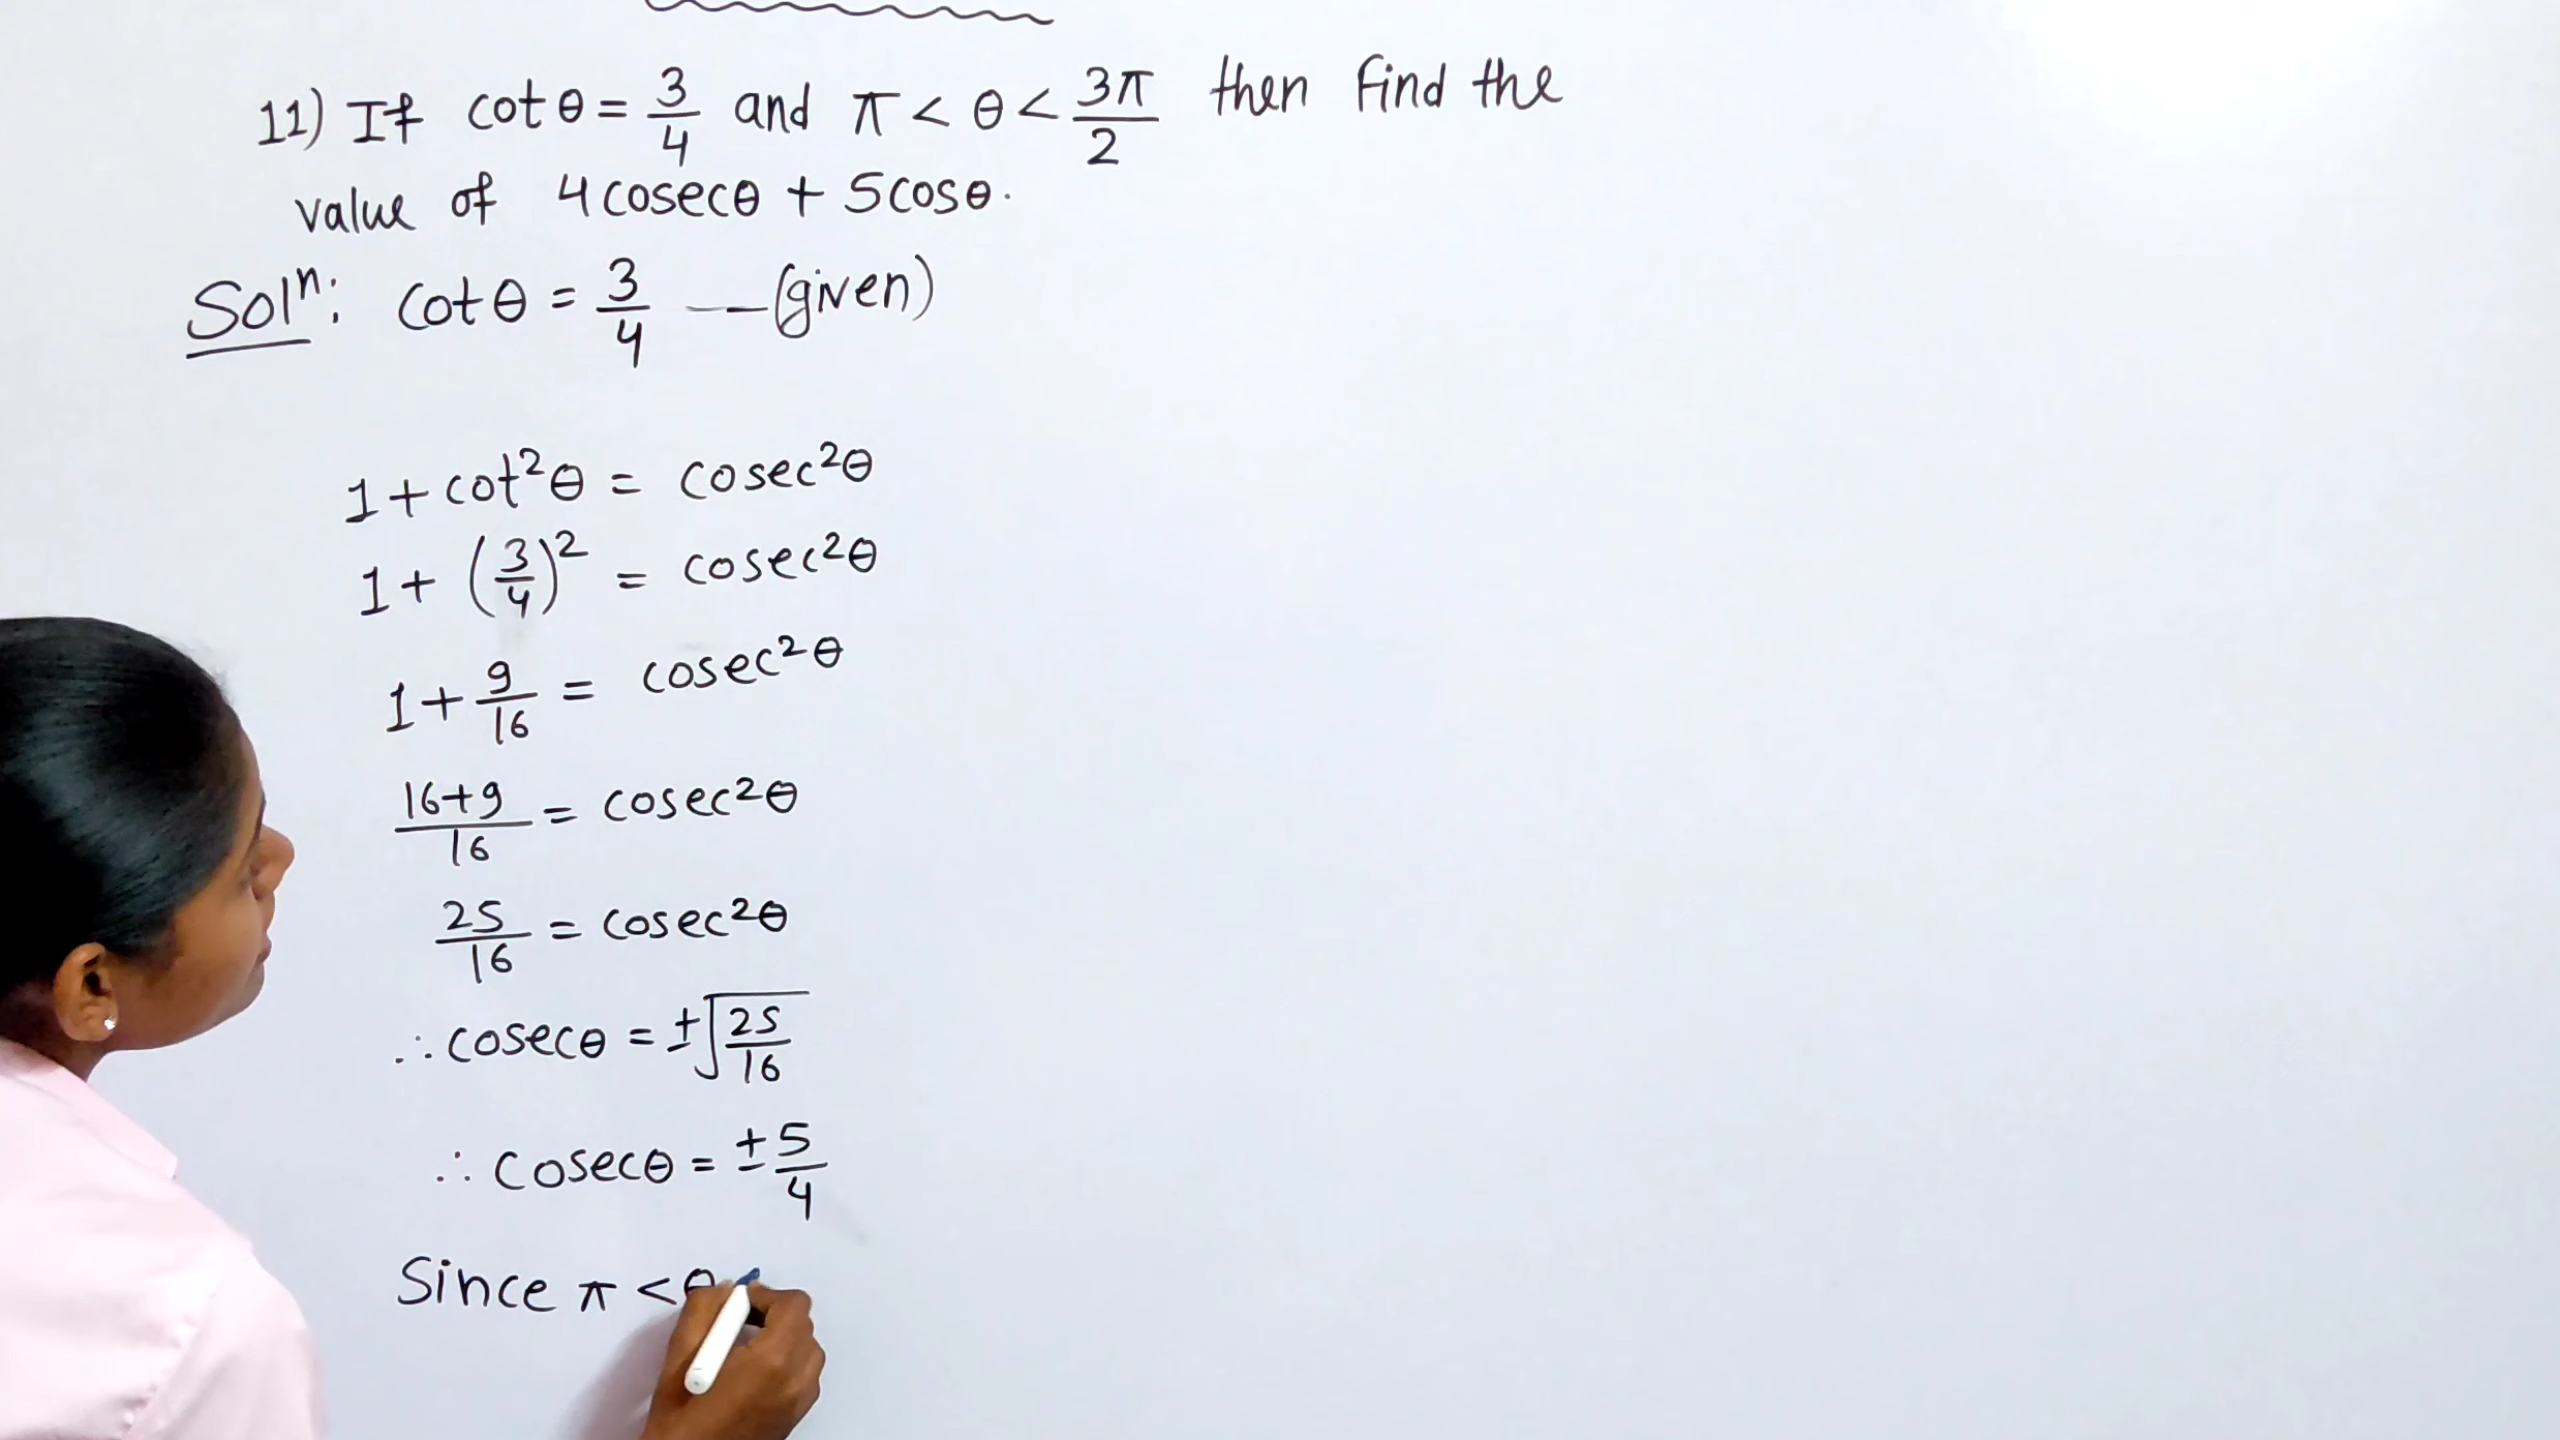 11) If cotθ = 3/4 and π < θ < 3π/2 then find the
value of 4cosecθ + 5cosθ.
Solⁿ: cotθ = 3/4 —(given)
1 + cot²θ = cosec²θ
1 + (3/4)² = cosec²θ
1 + 9/16 = cosec²θ
16+9/16 = cosec²θ
25/16 = cosec²θ
∴ cosecθ = ±√25/16
∴ cosecθ = ±5/4
Since π < θ